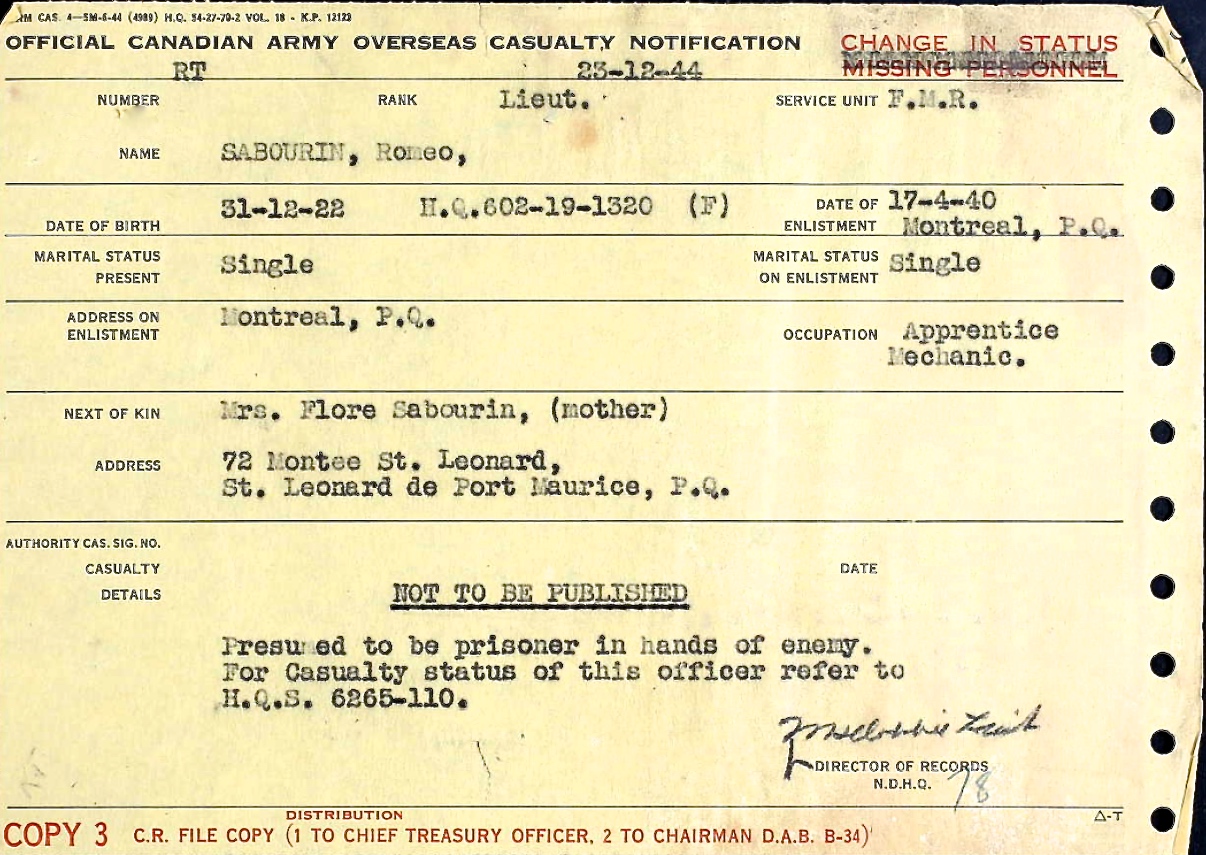 RM CAS. 4—5M-6-44 (4989) H.Q. 54-27-70-2 VOL. 18 - K.P. 12123
OFFICIAL CANADIAN ARMY OVERSEAS CASUALTY NOTIFICATION
CHANGE IN STATUS
MISSING PERSONNEL
RT 23-12-44
NUMBER RANK Lieut. SERVICE UNIT F.M.R.
NAME SABOURIN, Romeo,
DATE OF BIRTH 31-12-22 H.Q.602-19-1320 (F)
DATE OF ENLISTMENT 17-4-40
Montreal, P.Q.
MARITAL STATUS PRESENT Single
MARITAL STATUS ON ENLISTMENT Single
ADDRESS ON ENLISTMENT Montreal, P.Q.
OCCUPATION Apprentice
Mechanic.
NEXT OF KIN Mrs. Flore Sabourin, (mother)
ADDRESS 72 Montee St. Leonard,
St. Leonard de Port Maurice, P.Q.
AUTHORITY CAS. SIG. NO.
CASUALTY DETAILS
DATE
NOT TO BE PUBLISHED
Presumed to be prisoner in hands of enemy.
For Casualty status of this officer refer to
H.Q.S. 6265-110.
DIRECTOR OF RECORDS
N.D.H.Q.
78
DISTRIBUTION
Δ-T
COPY 3 C.R. FILE COPY (1 TO CHIEF TREASURY OFFICER, 2 TO CHAIRMAN D.A.B. B-34)